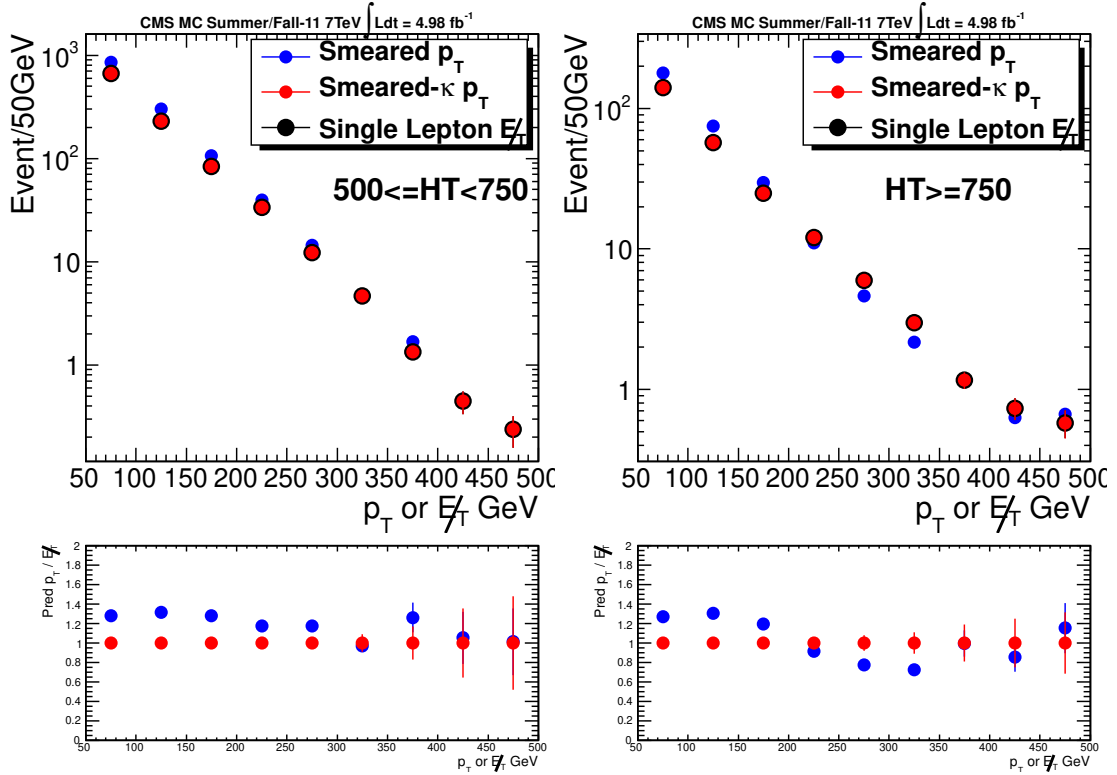 CMS MC Summer/Fall-11 7TeV ∫ Ldt = 4.98 fb⁻¹
Event/50GeV
10³
10²
10
1
Smeared p_T
Smeared-κ p_T
Single Lepton E̸_T
500<=HT<750
50 100 150 200 250 300 350 400 450 500
p_T or E̸_T GeV
Pred p_T / E̸_T
2
1.8
1.6
1.4
1.2
1
0.8
0.6
0.4
0.2
0
50 100 150 200 250 300 350 400 450 500
p_T or E̸_T GeV
CMS MC Summer/Fall-11 7TeV ∫ Ldt = 4.98 fb⁻¹
Event/50GeV
10²
10
1
Smeared p_T
Smeared-κ p_T
Single Lepton E̸_T
HT>=750
50 100 150 200 250 300 350 400 450 500
p_T or E̸_T GeV
Pred p_T / E̸_T
2
1.8
1.6
1.4
1.2
1
0.8
0.6
0.4
0.2
0
50 100 150 200 250 300 350 400 450 500
p_T or E̸_T GeV